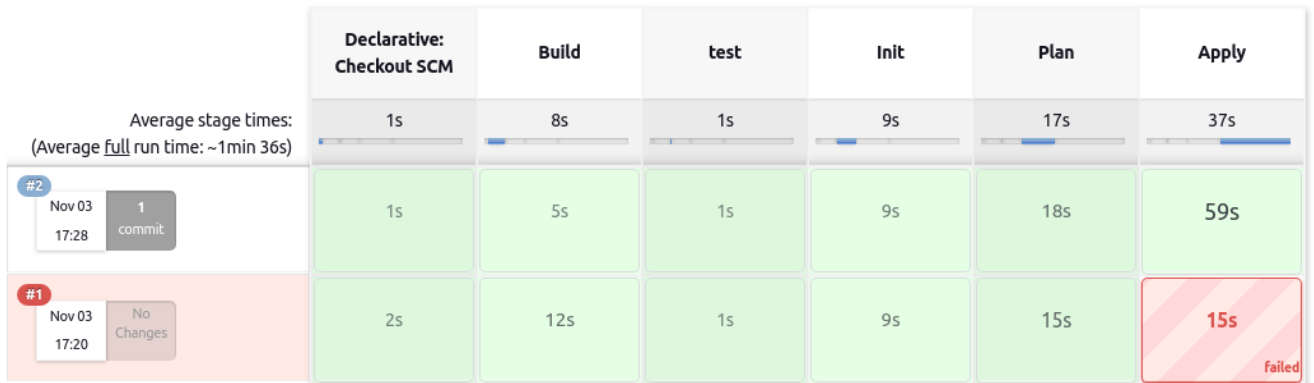 Declarative:
Checkout SCM
Build
test
Init
Plan
Apply
Average stage times:
(Average full run time: ~1min 36s)
1s
8s
1s
9s
17s
37s
#2
Nov 03
17:28
1
commit
1s
5s
1s
9s
18s
59s
#1
Nov 03
17:20
No
Changes
2s
12s
1s
9s
15s
15s
failed